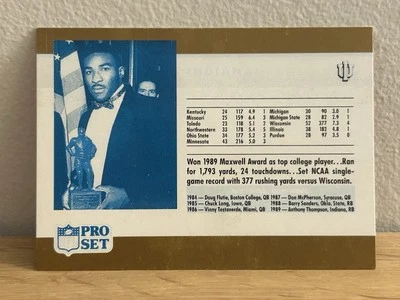 Kentucky 24 117 4.9 1 Michigan 30 90 3.0 1
Missouri 25 159 6.4 3 Michigan State 28 82 2.9 1
Toledo 23 118 5.1 2 Wisconsin 52 377 7.3 4
Northwestern 33 178 5.4 5 Illinois 38 182 4.8 1
Ohio State 34 177 5.2 3 Purdue 28 97 3.5 0
Minnesota 43 216 5.0 3
Won 1989 Maxwell Award as top college player...Ran
for 1,793 yards, 24 touchdowns...Set NCAA single-
game record with 377 rushing yards versus Wisconsin.
1984 — Doug Flutie, Boston College, QB 1987 — Don McPherson, Syracuse, QB
1985 — Chuck Long, Iowa, QB 1988 — Barry Sanders, Okla. State, RB
1986 — Vinny Testaverde, Miami, QB 1989 — Anthony Thompson, Indiana, RB
NFL
PRO
SET